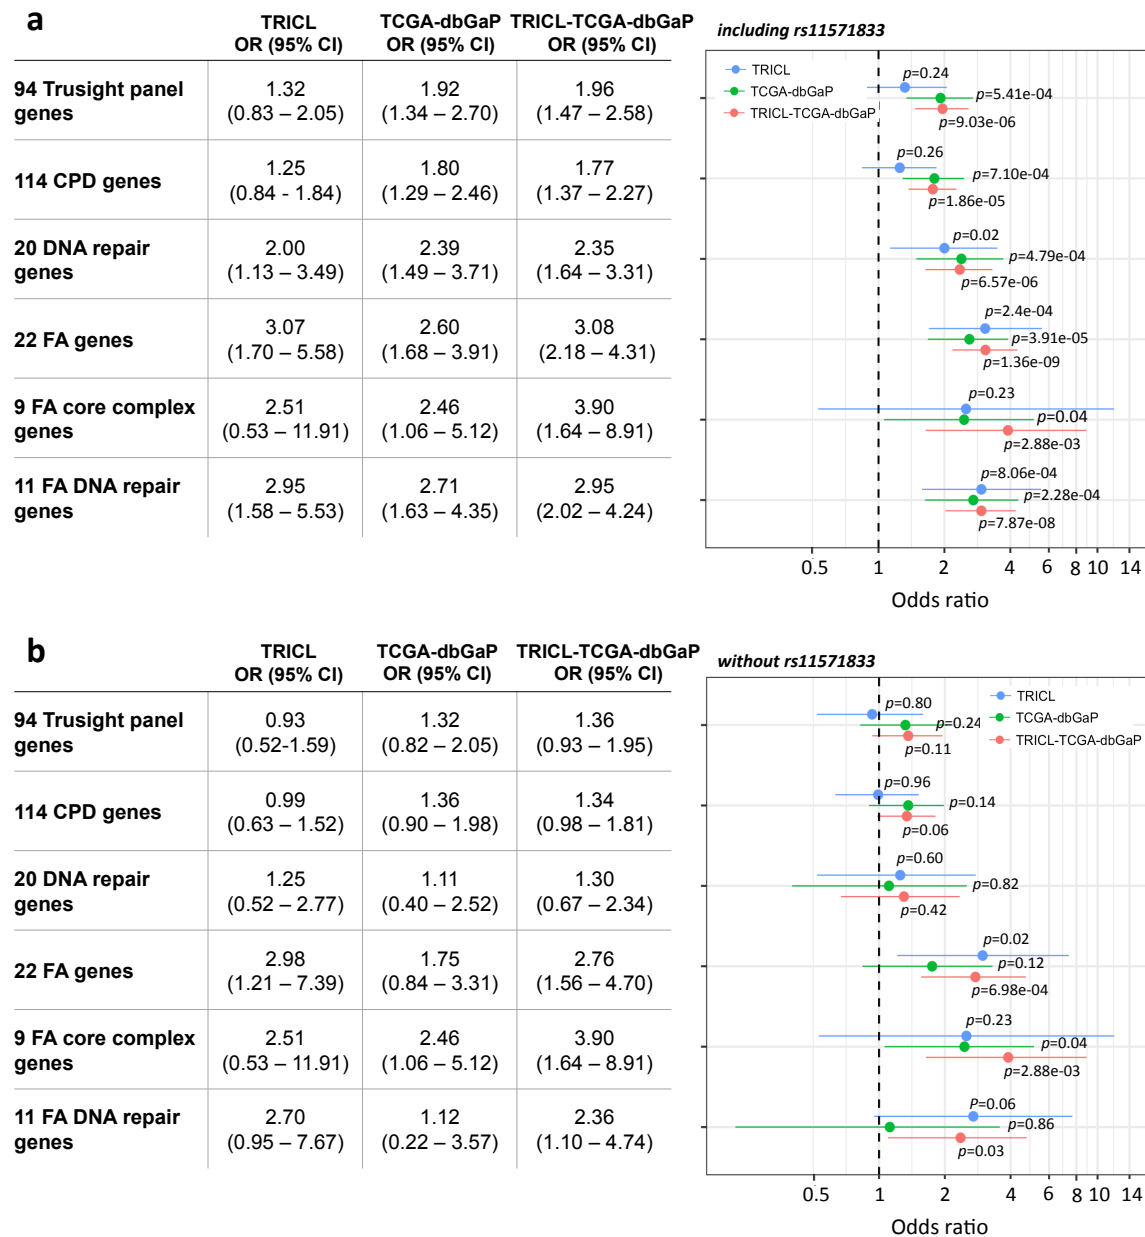 a
TRICL TCGA-dbGaP TRICL-TCGA-dbGaP
OR (95% CI) OR (95% CI) OR (95% CI)
94 Trusight panel genes
1.32 1.92 1.96
(0.83 – 2.05) (1.34 – 2.70) (1.47 – 2.58)
114 CPD genes
1.25 1.80 1.77
(0.84 - 1.84) (1.29 – 2.46) (1.37 – 2.27)
20 DNA repair genes
2.00 2.39 2.35
(1.13 – 3.49) (1.49 – 3.71) (1.64 – 3.31)
22 FA genes
3.07 2.60 3.08
(1.70 – 5.58) (1.68 – 3.91) (2.18 – 4.31)
9 FA core complex genes
2.51 2.46 3.90
(0.53 – 11.91) (1.06 – 5.12) (1.64 – 8.91)
11 FA DNA repair genes
2.95 2.71 2.95
(1.58 – 5.53) (1.63 – 4.35) (2.02 – 4.24)
including rs11571833
TRICL
TCGA-dbGaP
TRICL-TCGA-dbGaP
p=0.24
p=5.41e-04
p=9.03e-06
p=0.26
p=7.10e-04
p=1.86e-05
p=0.02
p=4.79e-04
p=6.57e-06
p=2.4e-04
p=3.91e-05
p=1.36e-09
p=0.23
p=0.04
p=2.88e-03
p=8.06e-04
p=2.28e-04
p=7.87e-08
0.5 1 2 4 6 8 10 14
Odds ratio
b
TRICL TCGA-dbGaP TRICL-TCGA-dbGaP
OR (95% CI) OR (95% CI) OR (95% CI)
94 Trusight panel genes
0.93 1.32 1.36
(0.52-1.59) (0.82 – 2.05) (0.93 – 1.95)
114 CPD genes
0.99 1.36 1.34
(0.63 – 1.52) (0.90 – 1.98) (0.98 – 1.81)
20 DNA repair genes
1.25 1.11 1.30
(0.52 – 2.77) (0.40 – 2.52) (0.67 – 2.34)
22 FA genes
2.98 1.75 2.76
(1.21 – 7.39) (0.84 – 3.31) (1.56 – 4.70)
9 FA core complex genes
2.51 2.46 3.90
(0.53 – 11.91) (1.06 – 5.12) (1.64 – 8.91)
11 FA DNA repair genes
2.70 1.12 2.36
(0.95 – 7.67) (0.22 – 3.57) (1.10 – 4.74)
without rs11571833
TRICL
TCGA-dbGaP
TRICL-TCGA-dbGaP
p=0.80
p=0.24
p=0.11
p=0.96
p=0.14
p=0.06
p=0.60
p=0.82
p=0.42
p=0.02
p=0.12
p=6.98e-04
p=0.23
p=0.04
p=2.88e-03
P=0.06
p=0.86
p=0.03
0.5 1 2 4 6 8 10 14
Odds ratio